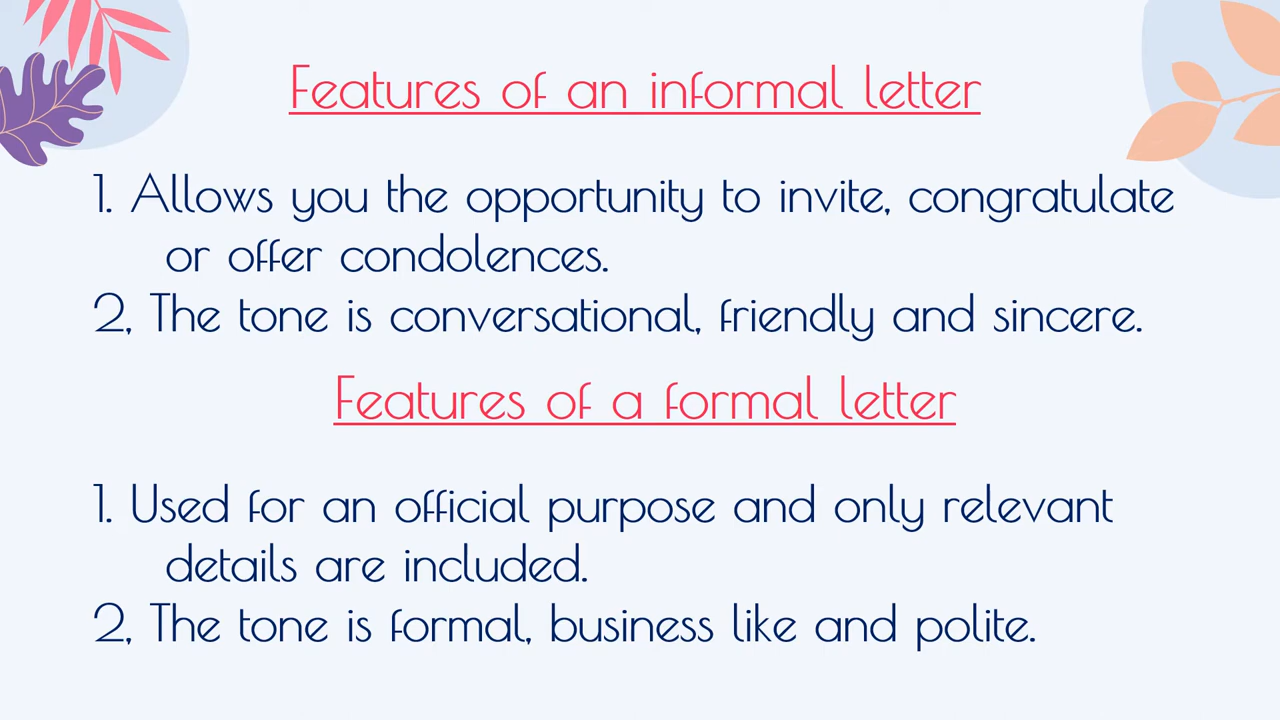 Features of an informal letter
1. Allows you the opportunity to invite, congratulate
or offer condolences.
2, The tone is conversational, friendly and sincere.
Features of a formal letter
1. Used for an official purpose and only relevant
details are included.
2, The tone is formal, business like and polite.